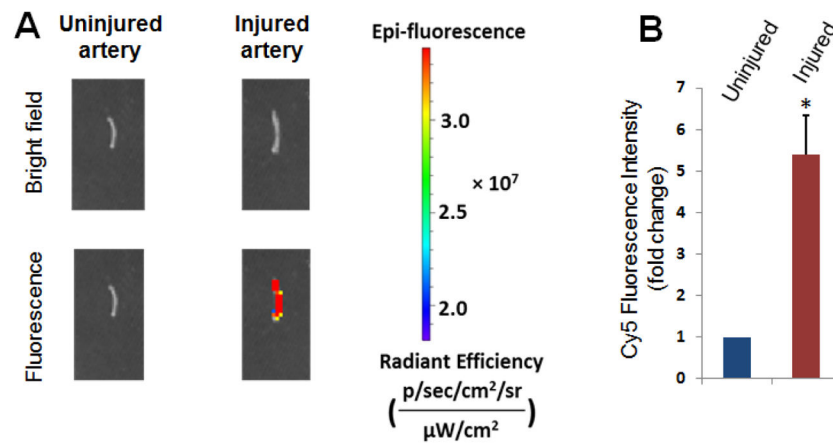 A
Uninjured
artery
Injured
artery
Bright field
Fluorescence
Epi-fluorescence
3.0
× 10⁷
2.5
2.0
Radiant Efficiency
( p/sec/cm²/sr )
µW/cm²
B
Uninjured
Injured
Cy5 Fluorescence Intensity
(fold change)
7
6
5
4
3
2
1
0
*